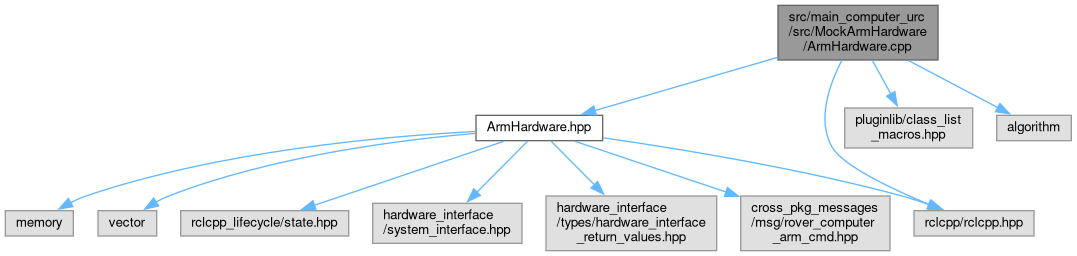 src/main_computer_urc
/src/MockArmHardware
/ArmHardware.cpp
ArmHardware.hpp
pluginlib/class_list
_macros.hpp
algorithm
memory
vector
rclcpp_lifecycle/state.hpp
hardware_interface
/system_interface.hpp
hardware_interface
/types/hardware_interface
_return_values.hpp
cross_pkg_messages
/msg/rover_computer
_arm_cmd.hpp
rclcpp/rclcpp.hpp